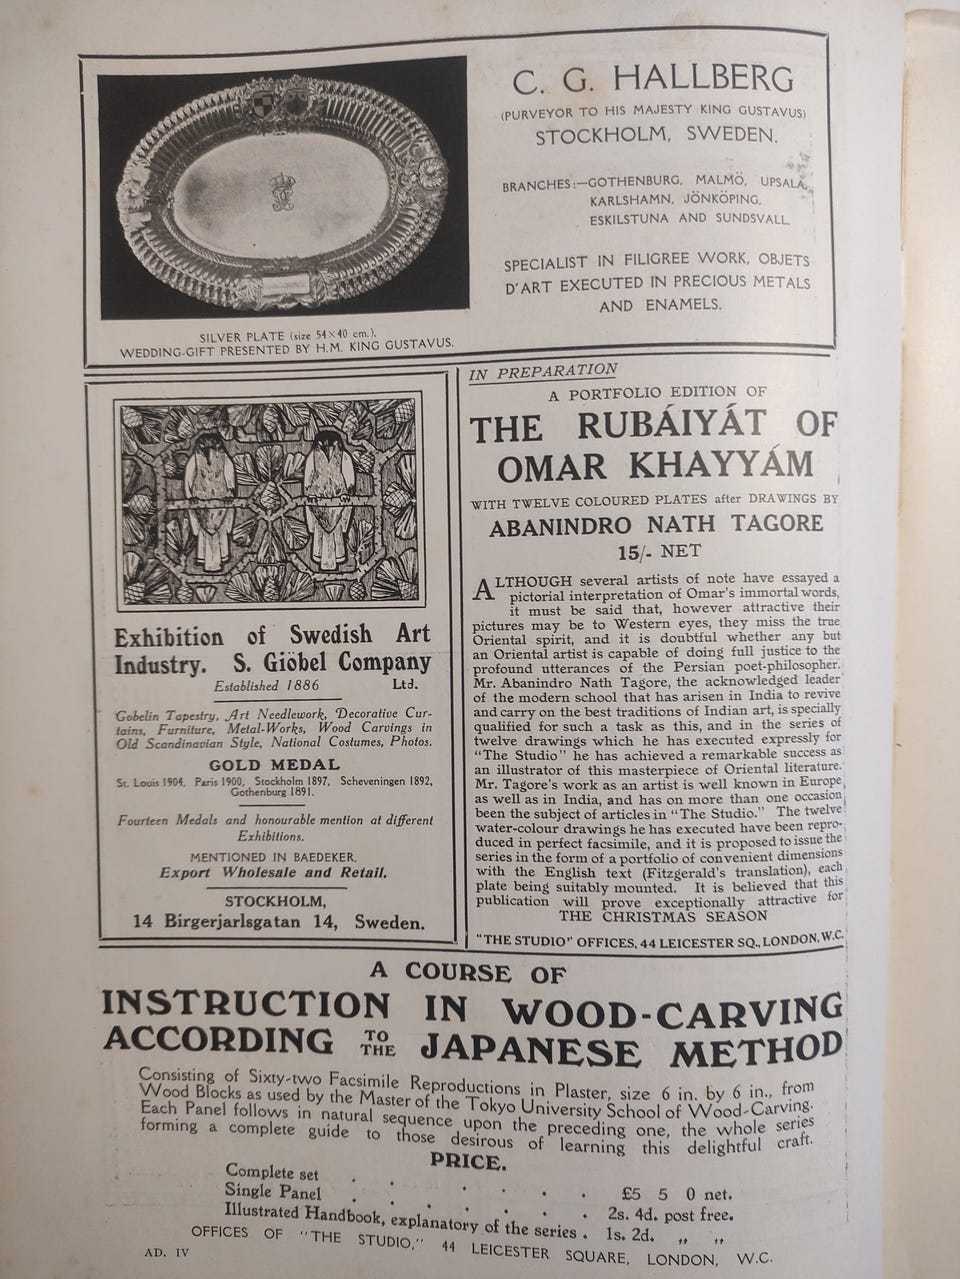 C. G. HALLBERG
(PURVEYOR TO HIS MAJESTY KING GUSTAVUS)
STOCKHOLM, SWEDEN.
BRANCHES:—GOTHENBURG, MALMÖ, UPSALA,
KARLSHAMN, JÖNKÖPING,
ESKILSTUNA AND SUNDSVALL.
SPECIALIST IN FILIGREE WORK, OBJETS
D'ART EXECUTED IN PRECIOUS METALS
AND ENAMELS.
SILVER PLATE (size 54×40 cm.).
WEDDING-GIFT PRESENTED BY H.M. KING GUSTAVUS.
Exhibition of Swedish Art
Industry. S. Giöbel Company
Established 1886 Ltd.
Gobelin Tapestry, Art Needlework, Decorative Cur-
tains, Furniture, Metal-Works, Wood Carvings in
Old Scandinavian Style, National Costumes, Photos.
GOLD MEDAL
St. Louis 1904, Paris 1900, Stockholm 1897, Scheveningen 1892,
Gothenburg 1891.
Fourteen Medals and honourable mention at different
Exhibitions.
MENTIONED IN BAEDEKER.
Export Wholesale and Retail.
STOCKHOLM,
14 Birgerjarlsgatan 14, Sweden.
IN PREPARATION
A PORTFOLIO EDITION OF
THE RUBÁIYÁT OF
OMAR KHAYYÁM
WITH TWELVE COLOURED PLATES after DRAWINGS BY
ABANINDRO NATH TAGORE
15/- NET
ALTHOUGH several artists of note have essayed a
pictorial interpretation of Omar's immortal words,
it must be said that, however attractive their
pictures may be to Western eyes, they miss the true
Oriental spirit, and it is doubtful whether any but
an Oriental artist is capable of doing full justice to the
profound utterances of the Persian poet-philosopher.
Mr. Abanindro Nath Tagore, the acknowledged leader
of the modern school that has arisen in India to revive
and carry on the best traditions of Indian art, is specially
qualified for such a task as this, and in the series of
twelve drawings which he has executed expressly for
"The Studio" he has achieved a remarkable success as
an illustrator of this masterpiece of Oriental literature.
Mr. Tagore's work as an artist is well known in Europe,
as well as in India, and has on more than one occasion
been the subject of articles in "The Studio." The twelve
water-colour drawings he has executed have been repro-
duced in perfect facsimile, and it is proposed to issue the
series in the form of a portfolio of convenient dimensions
with the English text (Fitzgerald's translation), each
plate being suitably mounted. It is believed that this
publication will prove exceptionally attractive for
THE CHRISTMAS SEASON
"THE STUDIO" OFFICES, 44 LEICESTER SQ., LONDON, W.C.
A COURSE OF
INSTRUCTION IN WOOD-CARVING
ACCORDING TO THE JAPANESE METHOD
Consisting of Sixty-two Facsimile Reproductions in Plaster, size 6 in. by 6 in., from
Wood Blocks as used by the Master of the Tokyo University School of Wood-Carving.
Each Panel follows in natural sequence upon the preceding one, the whole series
forming a complete guide to those desirous of learning this delightful craft.
PRICE.
Complete set . . . . . . £5 5 0 net.
Single Panel . . . . . . 2s. 4d. post free.
Illustrated Handbook, explanatory of the series . 1s. 2d. „ „
OFFICES OF "THE STUDIO," 44 LEICESTER SQUARE, LONDON, W.C.
AD. IV